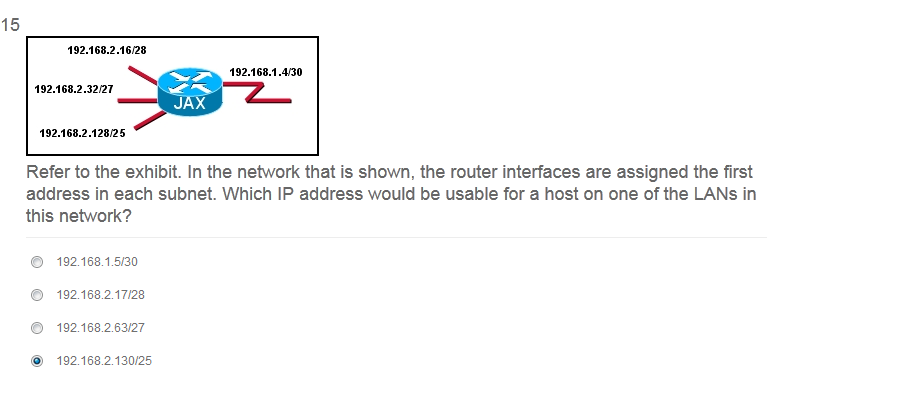 15
192.168.2.16/28
192.168.1.4/30
192.168.2.32/27
JAX
192.168.2.128/25
Refer to the exhibit. In the network that is shown, the router interfaces are assigned the first
address in each subnet. Which IP address would be usable for a host on one of the LANs in
this network?
192.168.1.5/30
192.168.2.17/28
192.168.2.63/27
192.168.2.130/25